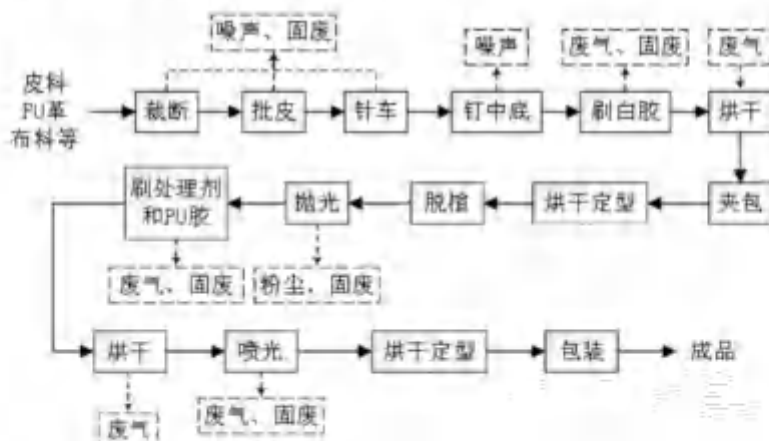 噪声、固废
噪声
废气、固废
废气
皮料
PU革
布料等
裁断
批皮
针车
钉中底
刷白胶
烘干
刷处理剂
和PU胶
抛光
脱楦
烘干定型
夹包
废气、固废
粉尘、固废
烘干
喷光
烘干定型
包装
成品
废气
废气、固废